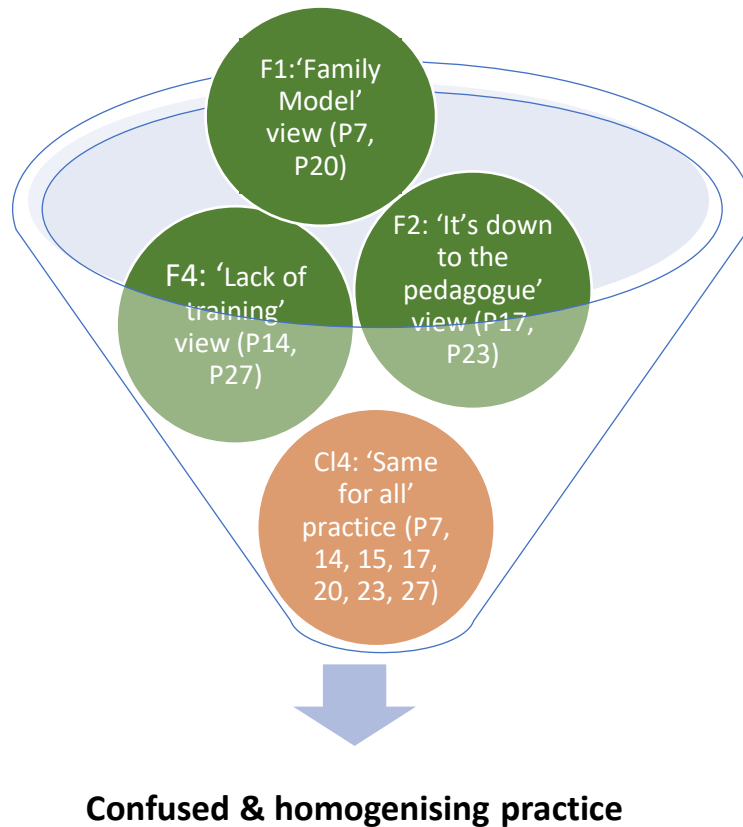 F1:‘Family
Model’
view (P7,
P20)
F2: ‘It’s down
to the
pedagogue’
view (P17,
P23)
F4: ‘Lack of
training’
view (P14,
P27)
Cl4: ‘Same
for all’
practice (P7,
14, 15, 17,
20, 23, 27)
Confused & homogenising practice